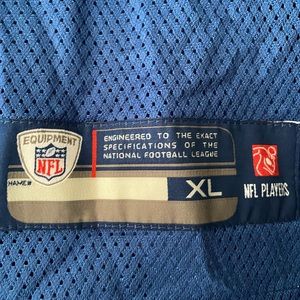 EQUIPMENT
NFL
NAME#
ENGINEERED TO THE EXACT
SPECIFICATIONS OF THE
NATIONAL FOOTBALL LEAGUE
XL
NFL PLAYERS